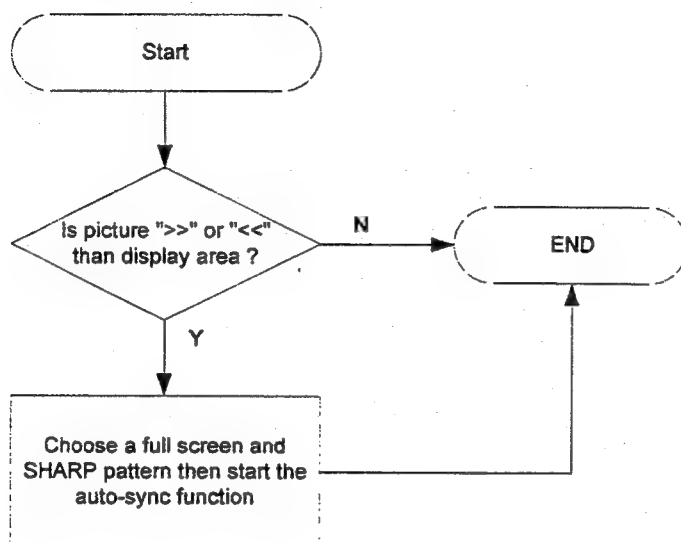 Start
Is picture ">>" or "<<"
than display area ?
N
END
Y
Choose a full screen and
SHARP pattern then start the
auto-sync function